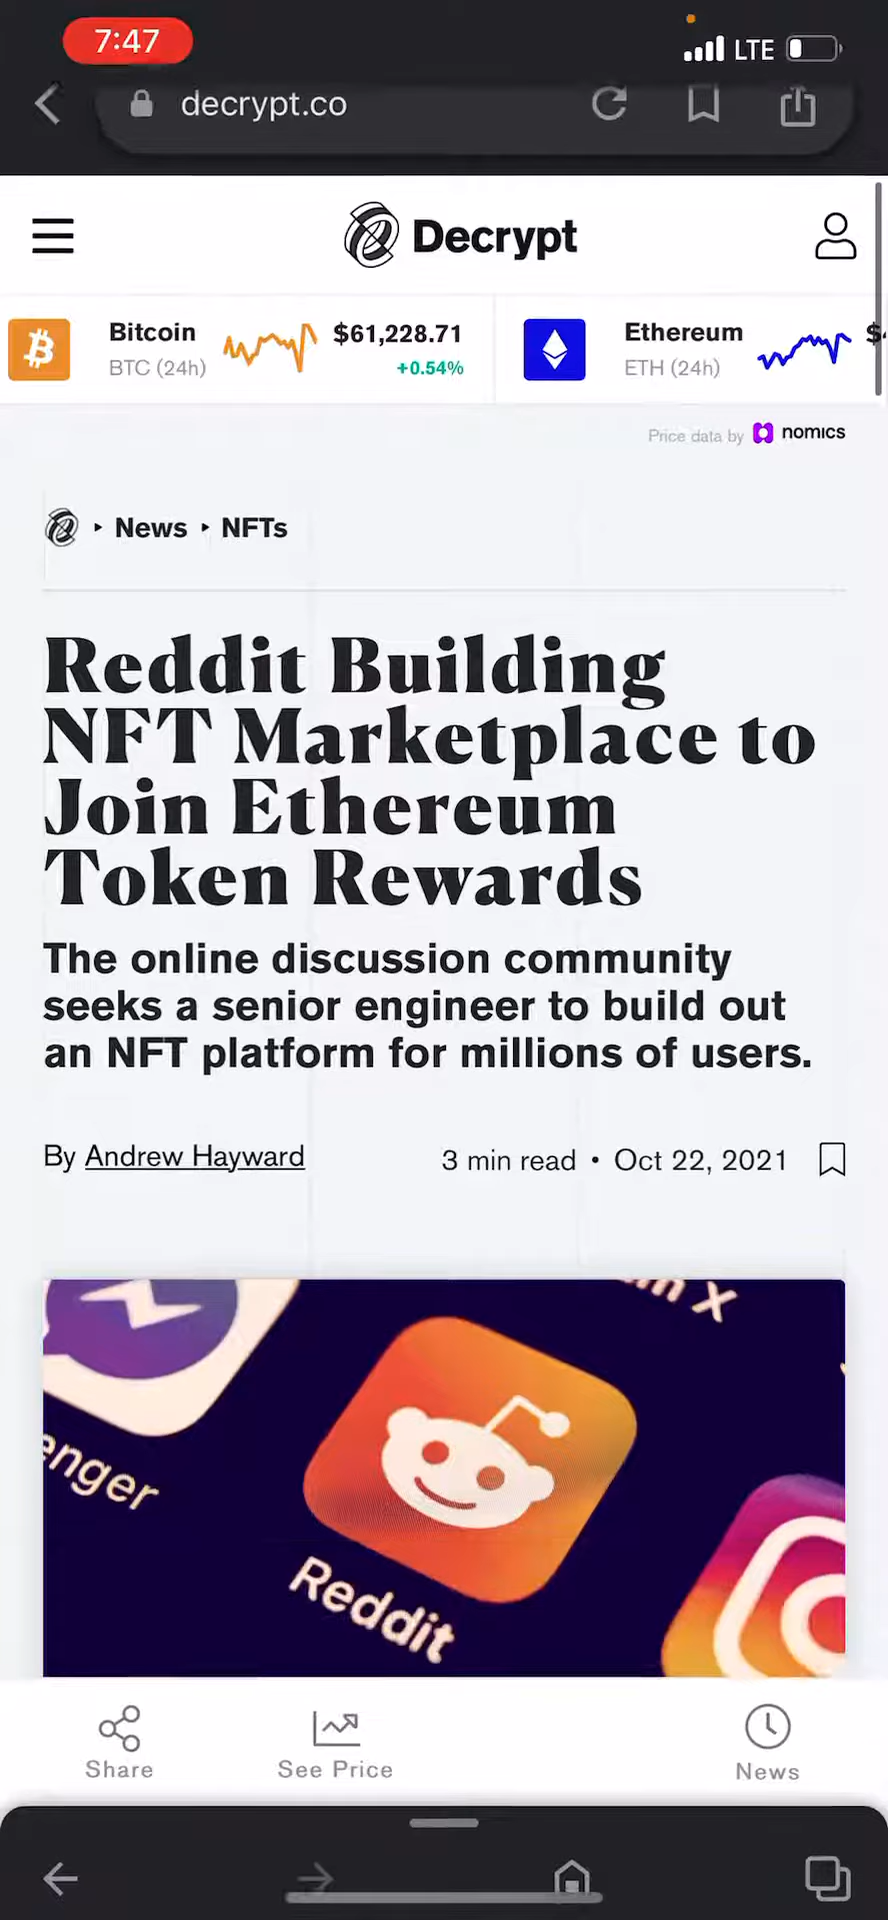 7:47
LTE
decrypt.co
Decrypt
Bitcoin
$61,228.71
BTC (24h)
+0.54%
Ethereum
ETH (24h)
Price data by nomics
News ‣ NFTs
Reddit Building
NFT Marketplace to
Join Ethereum
Token Rewards
The online discussion community
seeks a senior engineer to build out
an NFT platform for millions of users.
By Andrew Hayward
3 min read • Oct 22, 2021
enger
Reddit
Share
See Price
News